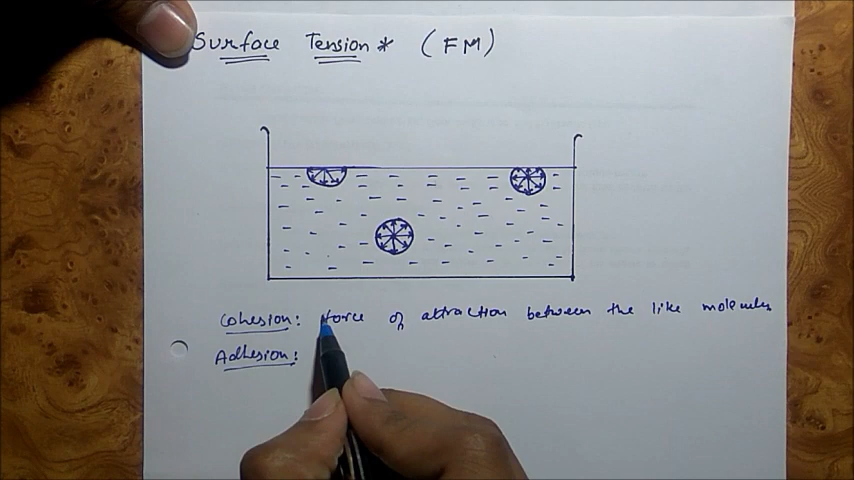 Surface Tension* (FM)
Cohesion: force of attraction between the like molecules
Adhesion: